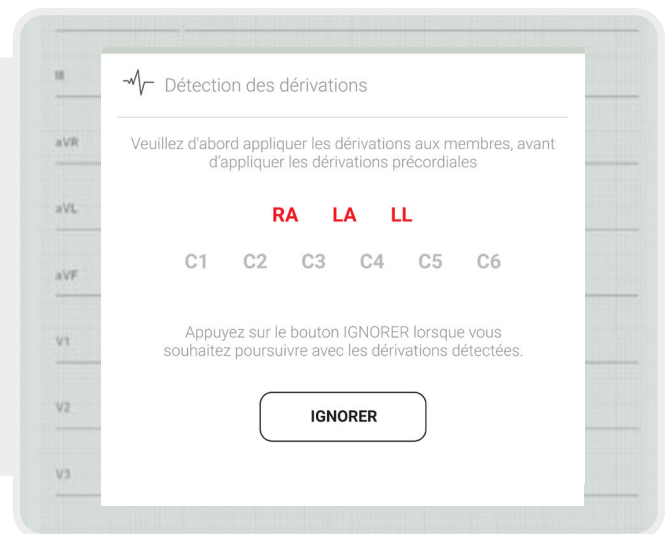 III
Détection des dérivations
aVR
Veuillez d'abord appliquer les dérivations aux membres, avant
d'appliquer les dérivations précordiales
aVL
RA LA LL
C1 C2 C3 C4 C5 C6
aVF
V1
Appuyez sur le bouton IGNORER lorsque vous
souhaitez poursuivre avec les dérivations détectées.
V2
IGNORER
V3